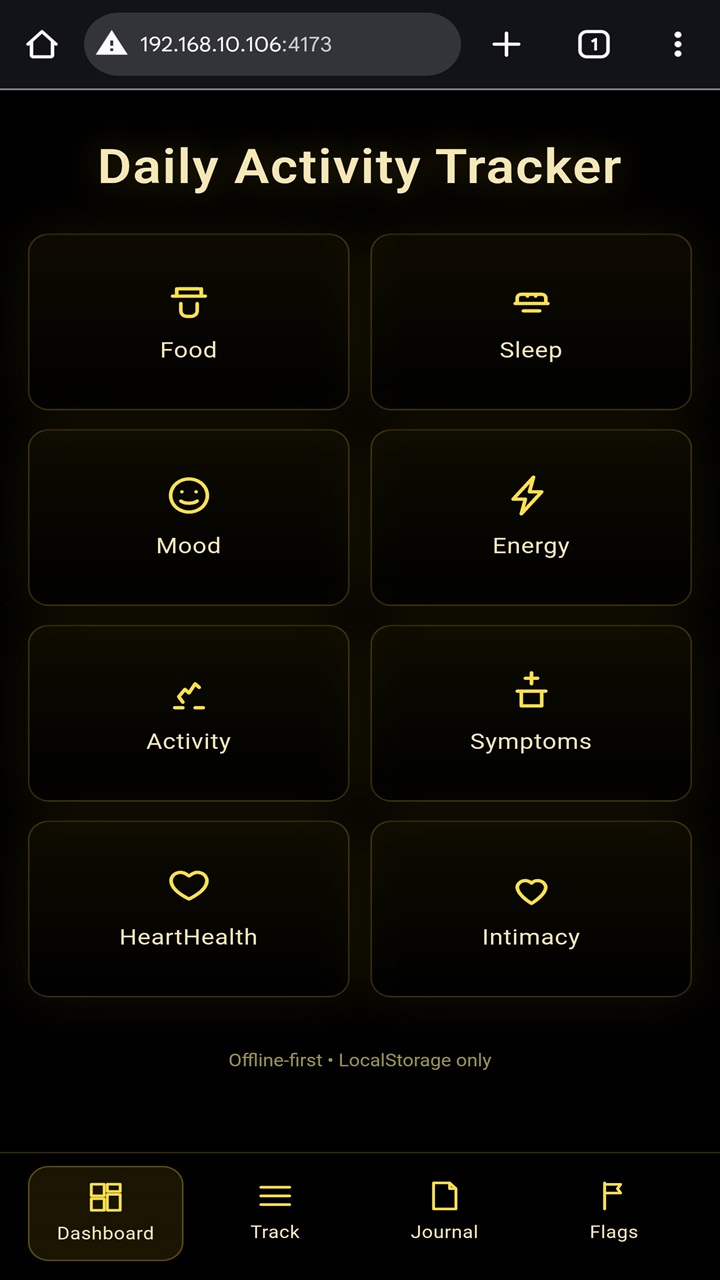 192.168.10.106:4173
1
Daily Activity Tracker
Food
Sleep
Mood
Energy
Activity
Symptoms
HeartHealth
Intimacy
Offline-first • LocalStorage only
Dashboard
Track
Journal
Flags